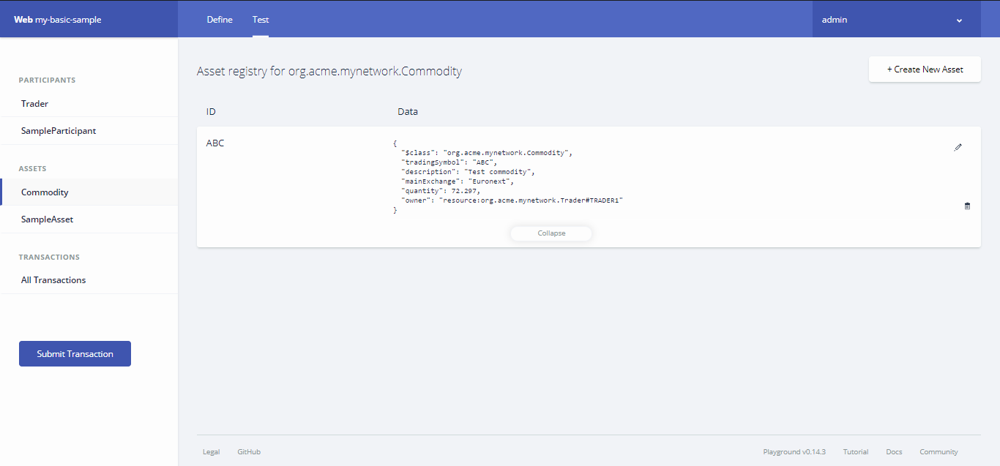 Web my-basic-sample
Define
Test
admin
PARTICIPANTS
Trader
SampleParticipant
ASSETS
Commodity
SampleAsset
TRANSACTIONS
All Transactions
Submit Transaction
Asset registry for org.acme.mynetwork.Commodity
+ Create New Asset
ID
Data
ABC
{
"$class": "org.acme.mynetwork.Commodity",
"tradingSymbol": "ABC",
"description": "Test commodity",
"mainExchange": "Euronext",
"quantity": 72.297,
"owner": "resource:org.acme.mynetwork.Trader#TRADER1"
}
Collapse
Legal
GitHub
Playground v0.14.3
Tutorial
Docs
Community